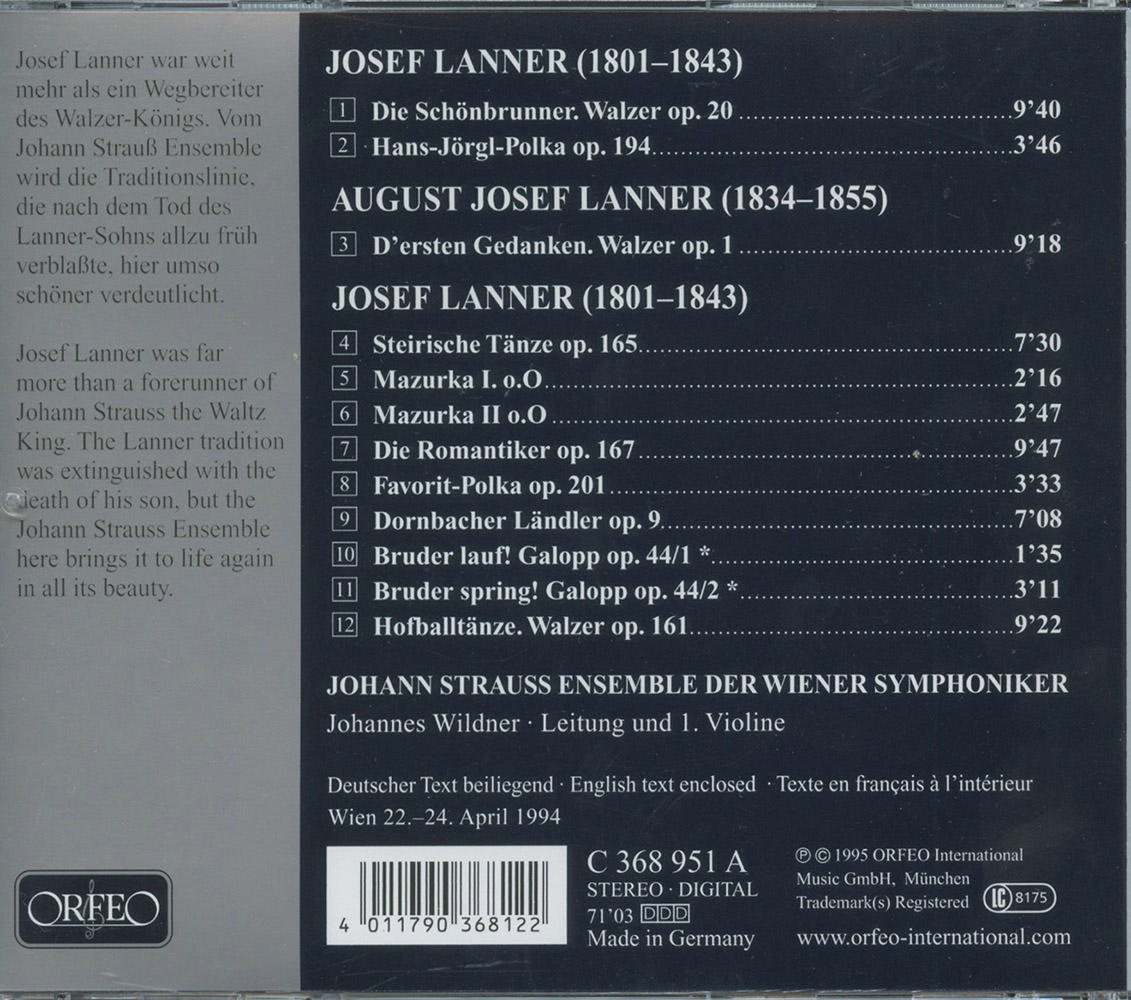 Josef Lanner war weit
mehr als ein Wegbereiter
des Walzer-Königs. Vom
Johann Strauß Ensemble
wird die Traditionslinie,
die nach dem Tod des
Lanner-Sohns allzu früh
verblaßte, hier umso
schöner verdeutlicht.
Josef Lanner was far
more than a forerunner of
Johann Strauss the Waltz
King. The Lanner tradition
was extinguished with the
death of his son, but the
Johann Strauss Ensemble
here brings it to life again
in all its beauty.
ORFEO
JOSEF LANNER (1801–1843)
1 Die Schönbrunner. Walzer op. 20 9'40
2 Hans-Jörgl-Polka op. 194 3'46
AUGUST JOSEF LANNER (1834–1855)
3 D'ersten Gedanken. Walzer op. 1 9'18
JOSEF LANNER (1801–1843)
4 Steirische Tänze op. 165 7'30
5 Mazurka I. o.O 2'16
6 Mazurka II o.O 2'47
7 Die Romantiker op. 167 9'47
8 Favorit-Polka op. 201 3'33
9 Dornbacher Ländler op. 9 7'08
10 Bruder lauf! Galopp op. 44/1 * 1'35
11 Bruder spring! Galopp op. 44/2 * 3'11
12 Hofballtänze. Walzer op. 161 9'22
JOHANN STRAUSS ENSEMBLE DER WIENER SYMPHONIKER
Johannes Wildner · Leitung und 1. Violine
Deutscher Text beiliegend · English text enclosed · Texte en français à l'intérieur
Wien 22.–24. April 1994
4 011790 368122
C 368 951 A
STEREO · DIGITAL
71'03 DDD
Made in Germany
℗ © 1995 ORFEO International
Music GmbH, München
Trademark(s) Registered
LC 8175
www.orfeo-international.com